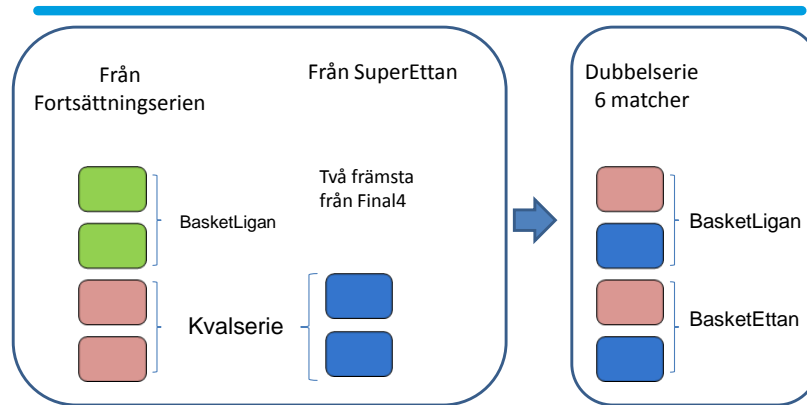 Från
Fortsättningserien
Från SuperEttan
Två främsta
från Final4
BasketLigan
Kvalserie
Dubbelserie
6 matcher
BasketLigan
BasketEttan